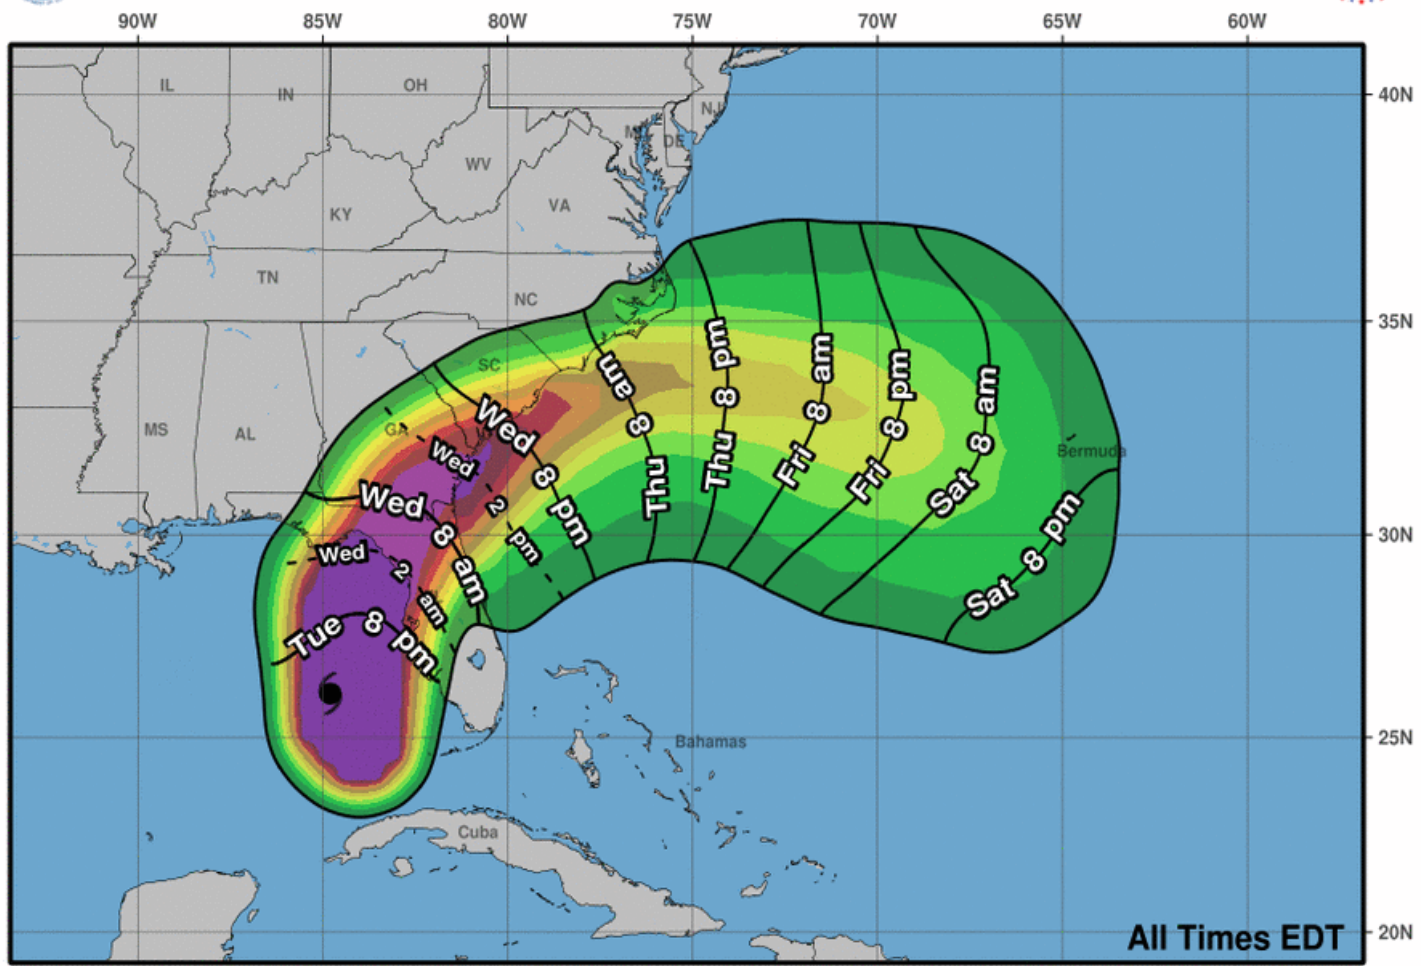 90W 85W 80W 75W 70W 65W 60W
IL
IN
OH
NJ
40N
DE
WV
KY
VA
TN
NC
35N
SC
MS
AL
GA
Bermuda
30N
25N
Bahamas
Cuba
20N
Tue 8 pm
Wed 2 am
Wed 8 am
Wed 2 pm
Wed 8 pm
Thu 8 am
Thu 8 pm
Fri 8 am
Fri 8 pm
Sat 8 am
Sat 8 pm
All Times EDT